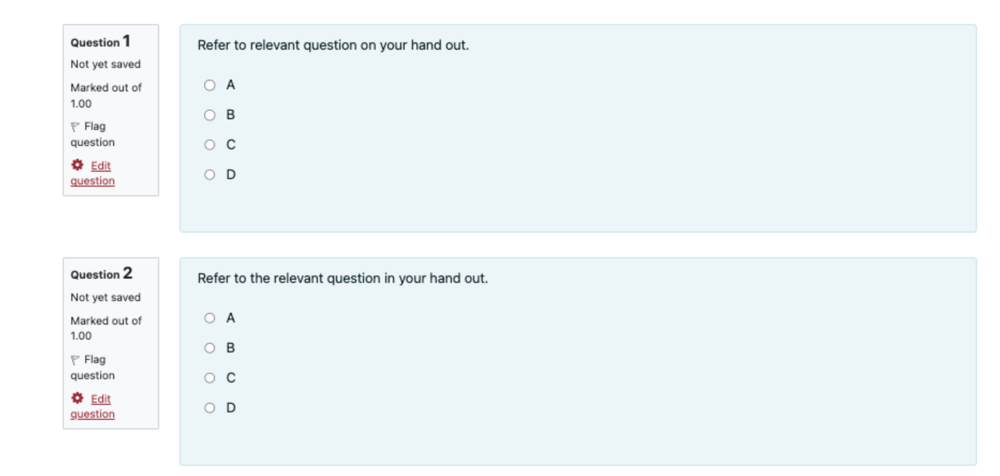 Question 1
Not yet saved
Marked out of
1.00
Flag
question
Edit
question
Refer to relevant question on your hand out.
A
B
C
D
Question 2
Not yet saved
Marked out of
1.00
Flag
question
Edit
question
Refer to the relevant question in your hand out.
A
B
C
D